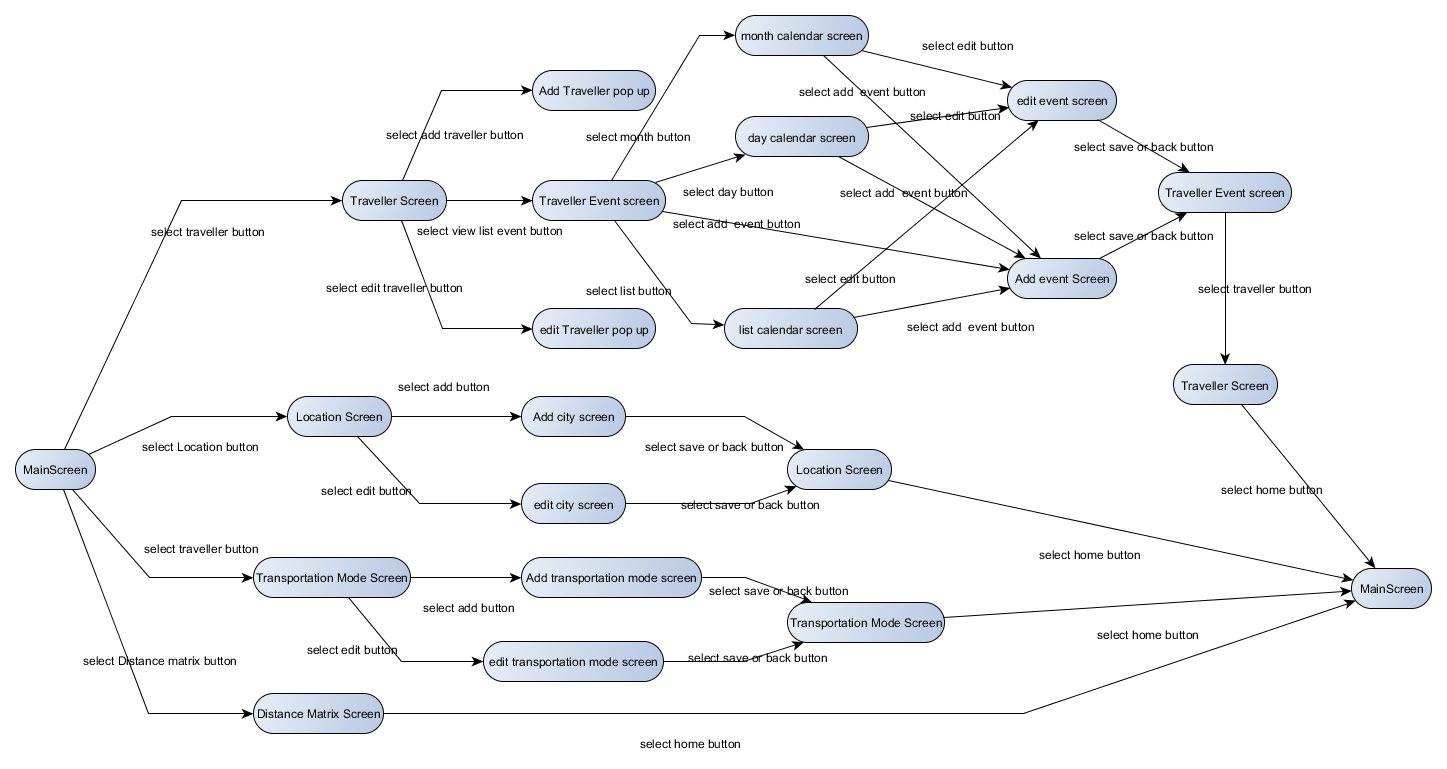 month calendar screen
select edit button
Add Traveller pop up
select add  event button
edit event screen
select edit button
select add traveller button
select month button
day calendar screen
select save or back button
select day button
select add  event button
Traveller Screen
Traveller Event screen
Traveller Event screen
select traveller button
select view list event button
select add  event button
select save or back button
select edit traveller button
select list button
select edit button
Add event Screen
select traveller button
edit Traveller pop up
list calendar screen
select add  event button
select add button
Traveller Screen
Location Screen
Add city screen
select Location button
select save or back button
MainScreen
Location Screen
select edit button
edit city screen
select save or back button
select home button
select traveller button
select home button
Transportation Mode Screen
Add transportation mode screen
select save or back button
MainScreen
select add button
Transportation Mode Screen
select home button
select edit button
edit transportation mode screen
select save or back button
select Distance matrix button
Distance Matrix Screen
select home button